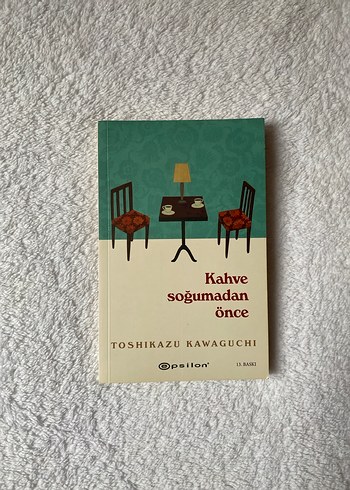 Kahve
soğumadan
önce
TOSHIKAZU KAWAGUCHI
epsilon®
13. BASKI